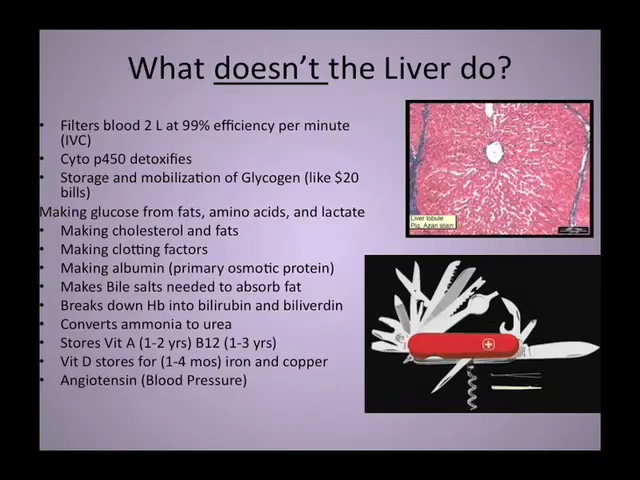 What doesn't the Liver do?
• Filters blood 2 L at 99% efficiency per minute
(IVC)
• Cyto p450 detoxifies
• Storage and mobilization of Glycogen (like $20
bills)
Making glucose from fats, amino acids, and lactate
• Making cholesterol and fats
• Making clotting factors
• Making albumin (primary osmotic protein)
• Makes Bile salts needed to absorb fat
• Breaks down Hb into bilirubin and biliverdin
• Converts ammonia to urea
• Stores Vit A (1-2 yrs) B12 (1-3 yrs)
• Vit D stores for (1-4 mos) iron and copper
• Angiotensin (Blood Pressure)
Liver lobule
Pig, Azan stain